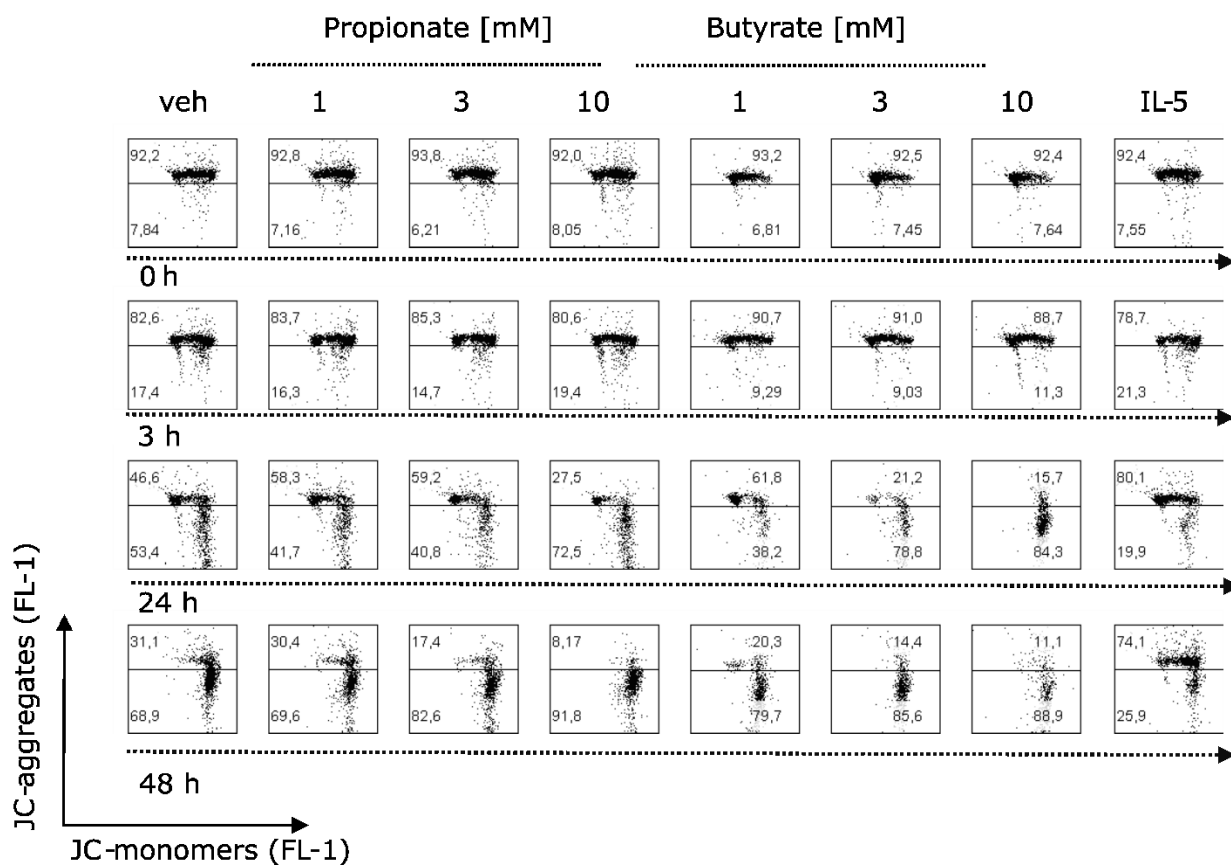 Propionate [mM] Butyrate [mM]
veh 1 3 10 1 3 10 IL-5
92,2 92,8 93,8 92,0 93,2 92,5 92,4 92,4
7,84 7,16 6,21 8,05 6,81 7,45 7,64 7,55
0 h
82,6 83,7 85,3 80,6 90,7 91,0 88,7 78,7
17,4 16,3 14,7 19,4 9,29 9,03 11,3 21,3
3 h
46,6 58,3 59,2 27,5 61,8 21,2 15,7 80,1
53,4 41,7 40,8 72,5 38,2 78,8 84,3 19,9
24 h
31,1 30,4 17,4 8,17 20,3 14,4 11,1 74,1
68,9 69,6 82,6 91,8 79,7 85,6 88,9 25,9
48 h
JC-aggregates (FL-1)
JC-monomers (FL-1)